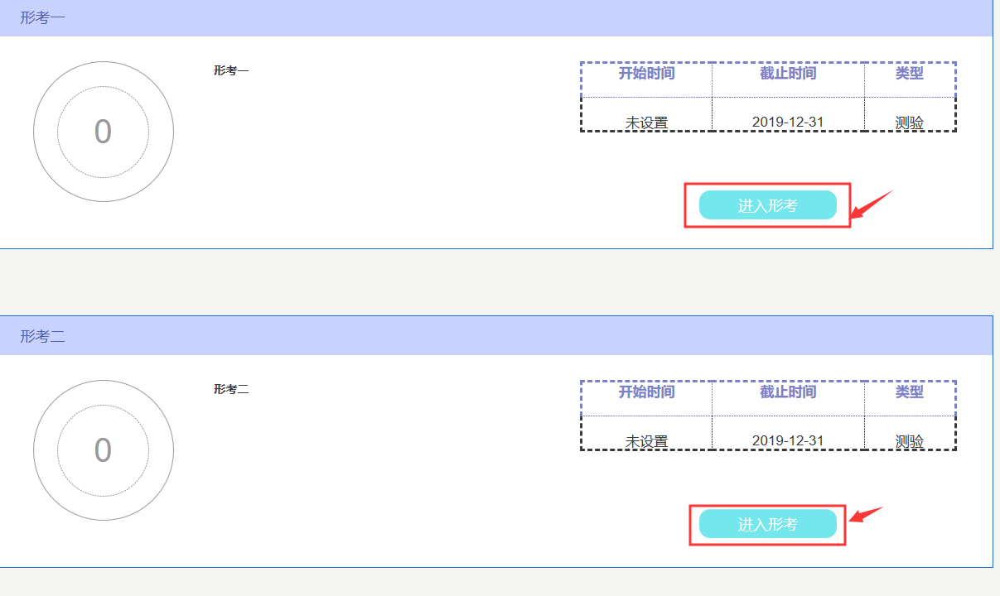 形考一
形考一
0
开始时间 截止时间 类型
未设置 2019-12-31 测验
进入形考
形考二
形考二
0
开始时间 截止时间 类型
未设置 2019-12-31 测验
进入形考